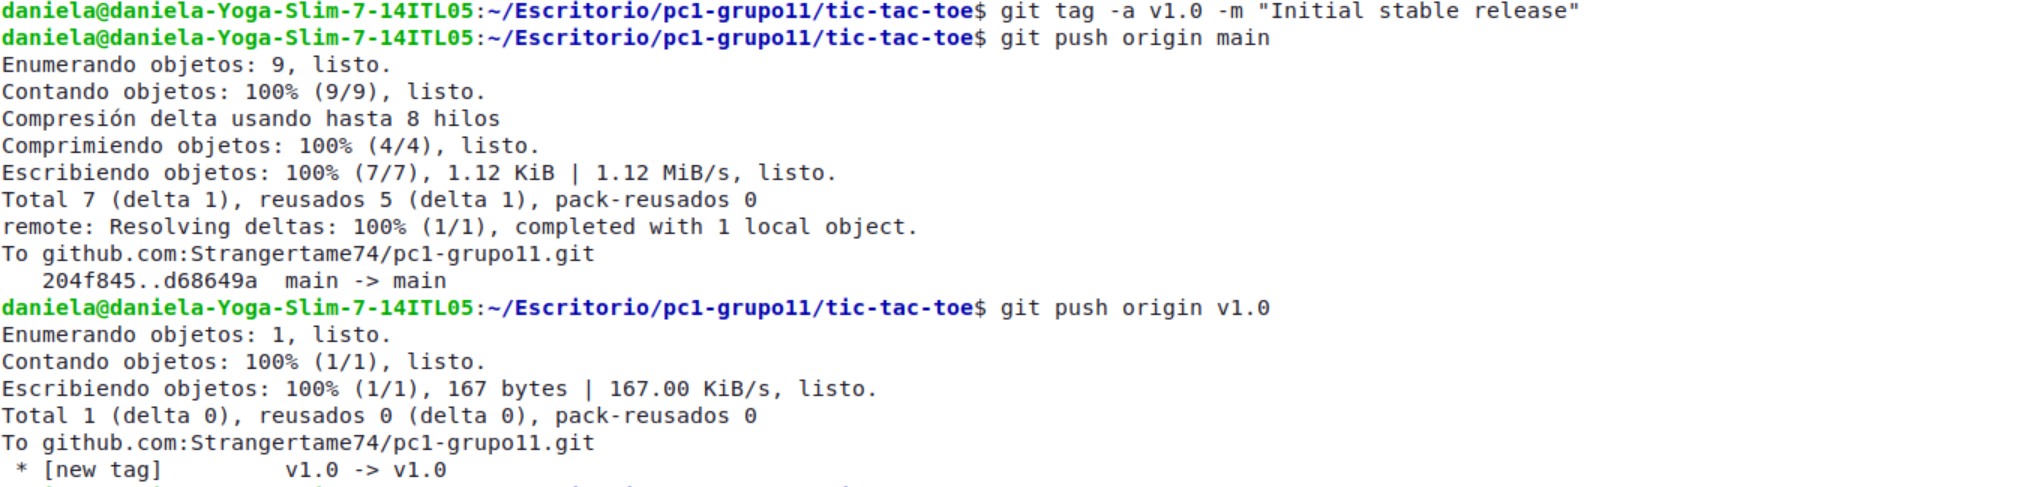 daniela@daniela-Yoga-Slim-7-14ITL05:~/Escritorio/pc1-grupo11/tic-tac-toe$ git tag -a v1.0 -m "Initial stable release"
daniela@daniela-Yoga-Slim-7-14ITL05:~/Escritorio/pc1-grupo11/tic-tac-toe$ git push origin main
Enumerando objetos: 9, listo.
Contando objetos: 100% (9/9), listo.
Compresión delta usando hasta 8 hilos
Comprimiendo objetos: 100% (4/4), listo.
Escribiendo objetos: 100% (7/7), 1.12 KiB | 1.12 MiB/s, listo.
Total 7 (delta 1), reusados 5 (delta 1), pack-reusados 0
remote: Resolving deltas: 100% (1/1), completed with 1 local object.
To github.com:Strangertame74/pc1-grupo11.git
   204f845..d68649a  main -> main
daniela@daniela-Yoga-Slim-7-14ITL05:~/Escritorio/pc1-grupo11/tic-tac-toe$ git push origin v1.0
Enumerando objetos: 1, listo.
Contando objetos: 100% (1/1), listo.
Escribiendo objetos: 100% (1/1), 167 bytes | 167.00 KiB/s, listo.
Total 1 (delta 0), reusados 0 (delta 0), pack-reusados 0
To github.com:Strangertame74/pc1-grupo11.git
 * [new tag]         v1.0 -> v1.0